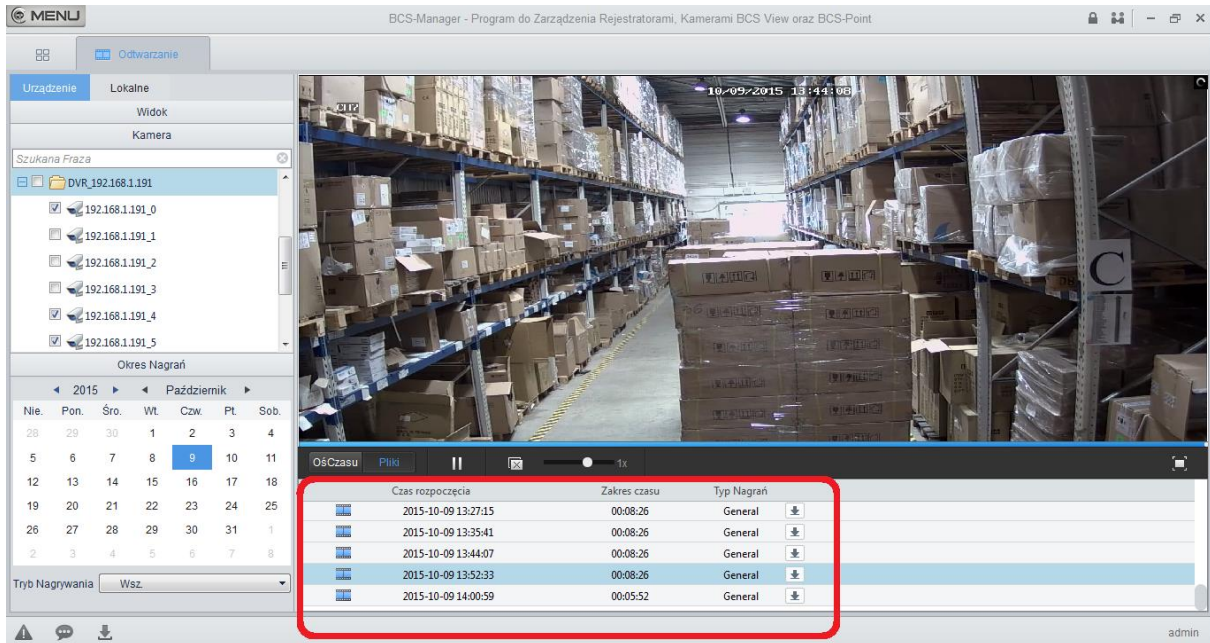 MENU
BCS-Manager - Program do Zarządzenia Rejestratorami, Kamerami BCS View oraz BCS-Point
Odtwarzanie
Urządzenie Lokalne
Widok
Kamera
Szukana Fraza
DVR_192.168.1.191
192.168.1.191_0
192.168.1.191_1
192.168.1.191_2
192.168.1.191_3
192.168.1.191_4
192.168.1.191_5
Okres Nagrań
2015 Październik
Nie. Pon. Śro. Wt. Czw. Pt. Sob.
28 29 30 1 2 3 4
5 6 7 8 9 10 11
12 13 14 15 16 17 18
19 20 21 22 23 24 25
26 27 28 29 30 31 1
2 3 4 5 6 7 8
Tryb Nagrywania Wsz.
10/09/2015 13:44:08
CH7
C
OśCzasu Pliki 1x
Czas rozpoczęcia Zakres czasu Typ Nagrań
2015-10-09 13:27:15 00:08:26 General
2015-10-09 13:35:41 00:08:26 General
2015-10-09 13:44:07 00:08:26 General
2015-10-09 13:52:33 00:08:26 General
2015-10-09 14:00:59 00:05:52 General
admin